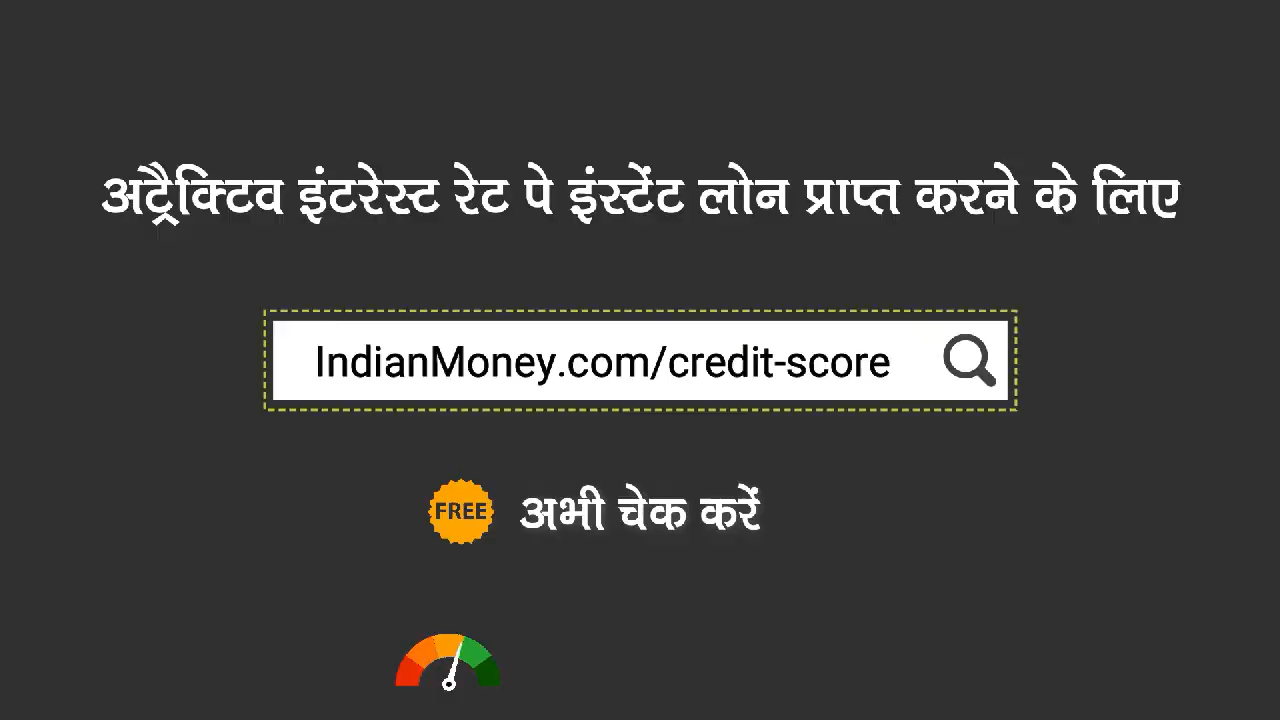 अट्रैक्टिव इंटरेस्ट रेट पे इंस्टेंट लोन प्राप्त करने के लिए
IndianMoney.com/credit-score
FREE अभी चेक करें